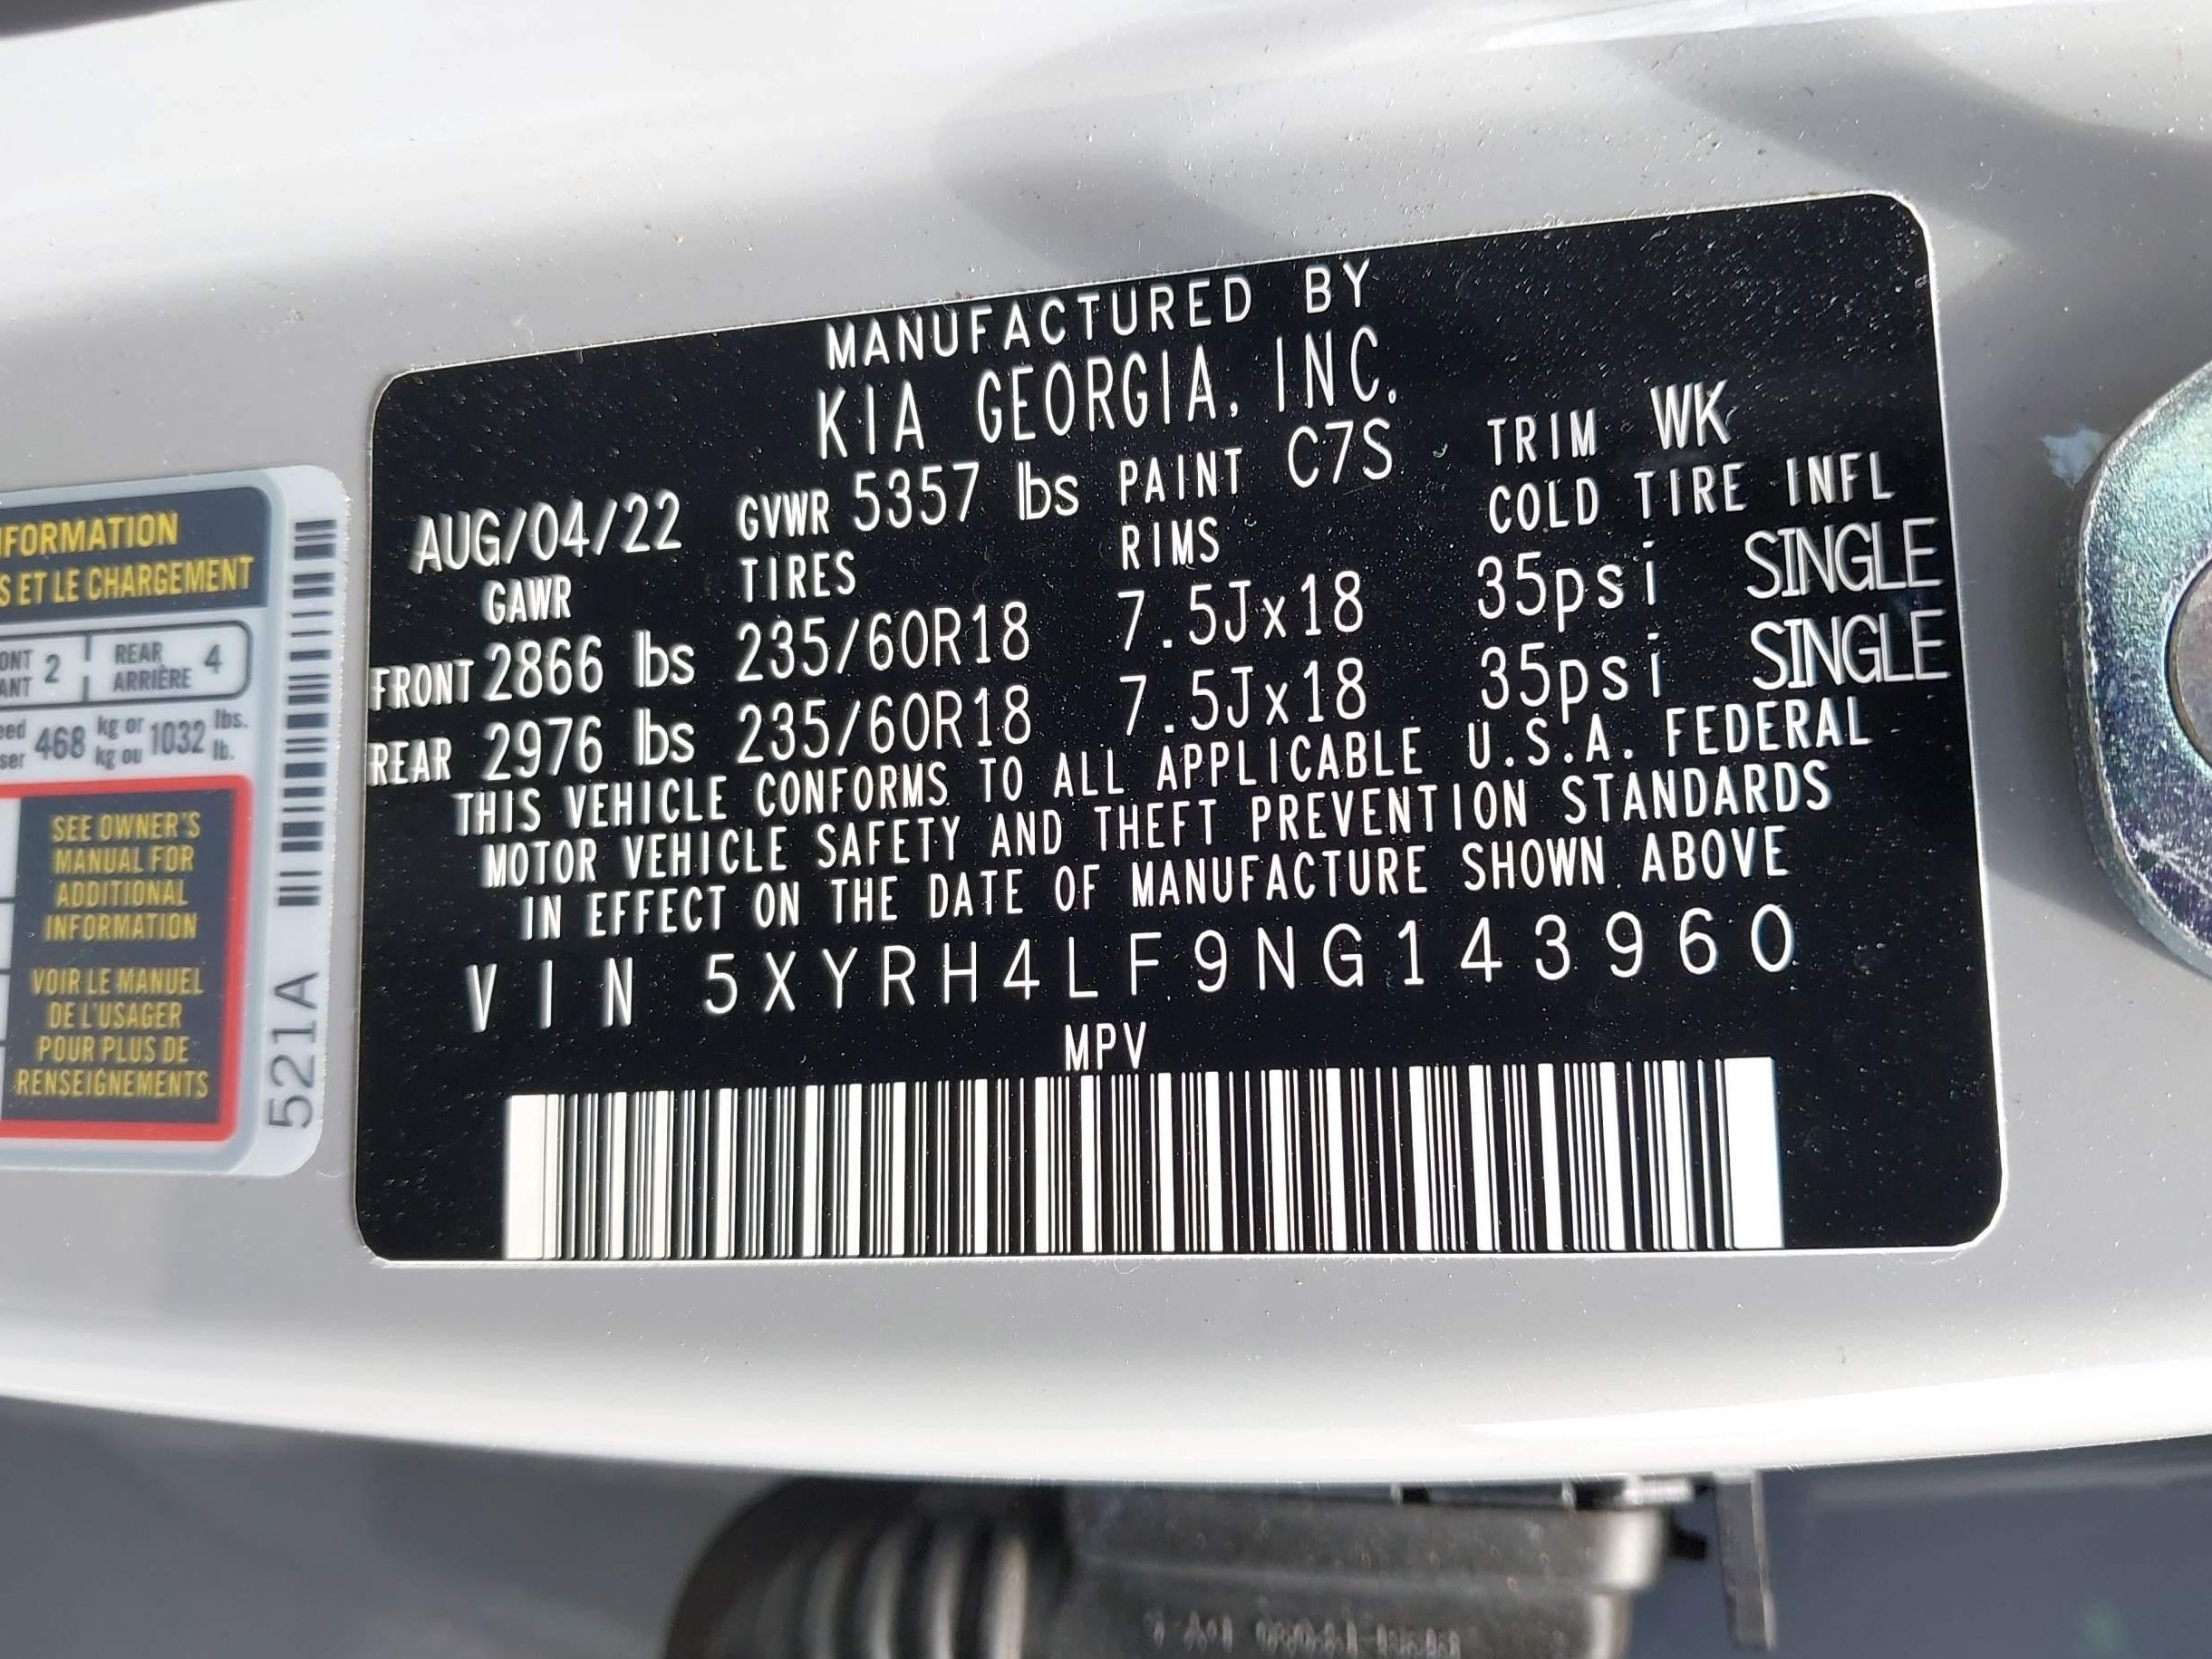 MANUFACTURED BY
KIA GEORGIA, INC.
AUG/04/22 GVWR 5357 lbs PAINT C7S TRIM WK
GAWR TIRES RIMS COLD TIRE INFL
FRONT 2866 lbs 235/60R18 7.5Jx18 35psi SINGLE
REAR 2976 lbs 235/60R18 7.5Jx18 35psi SINGLE
THIS VEHICLE CONFORMS TO ALL APPLICABLE U.S.A. FEDERAL
MOTOR VEHICLE SAFETY AND THEFT PREVENTION STANDARDS
IN EFFECT ON THE DATE OF MANUFACTURE SHOWN ABOVE
VIN 5XYRH4LF9NG143960
MPV
FORMATION
S ET LE CHARGEMENT
ONT 2 REAR 4
ANT ARRIÈRE
eed 468 kg or 1032 lbs.
ser kg ou lb.
SEE OWNER'S
MANUAL FOR
ADDITIONAL
INFORMATION
VOIR LE MANUEL
DE L'USAGER
POUR PLUS DE
RENSEIGNEMENTS
521A